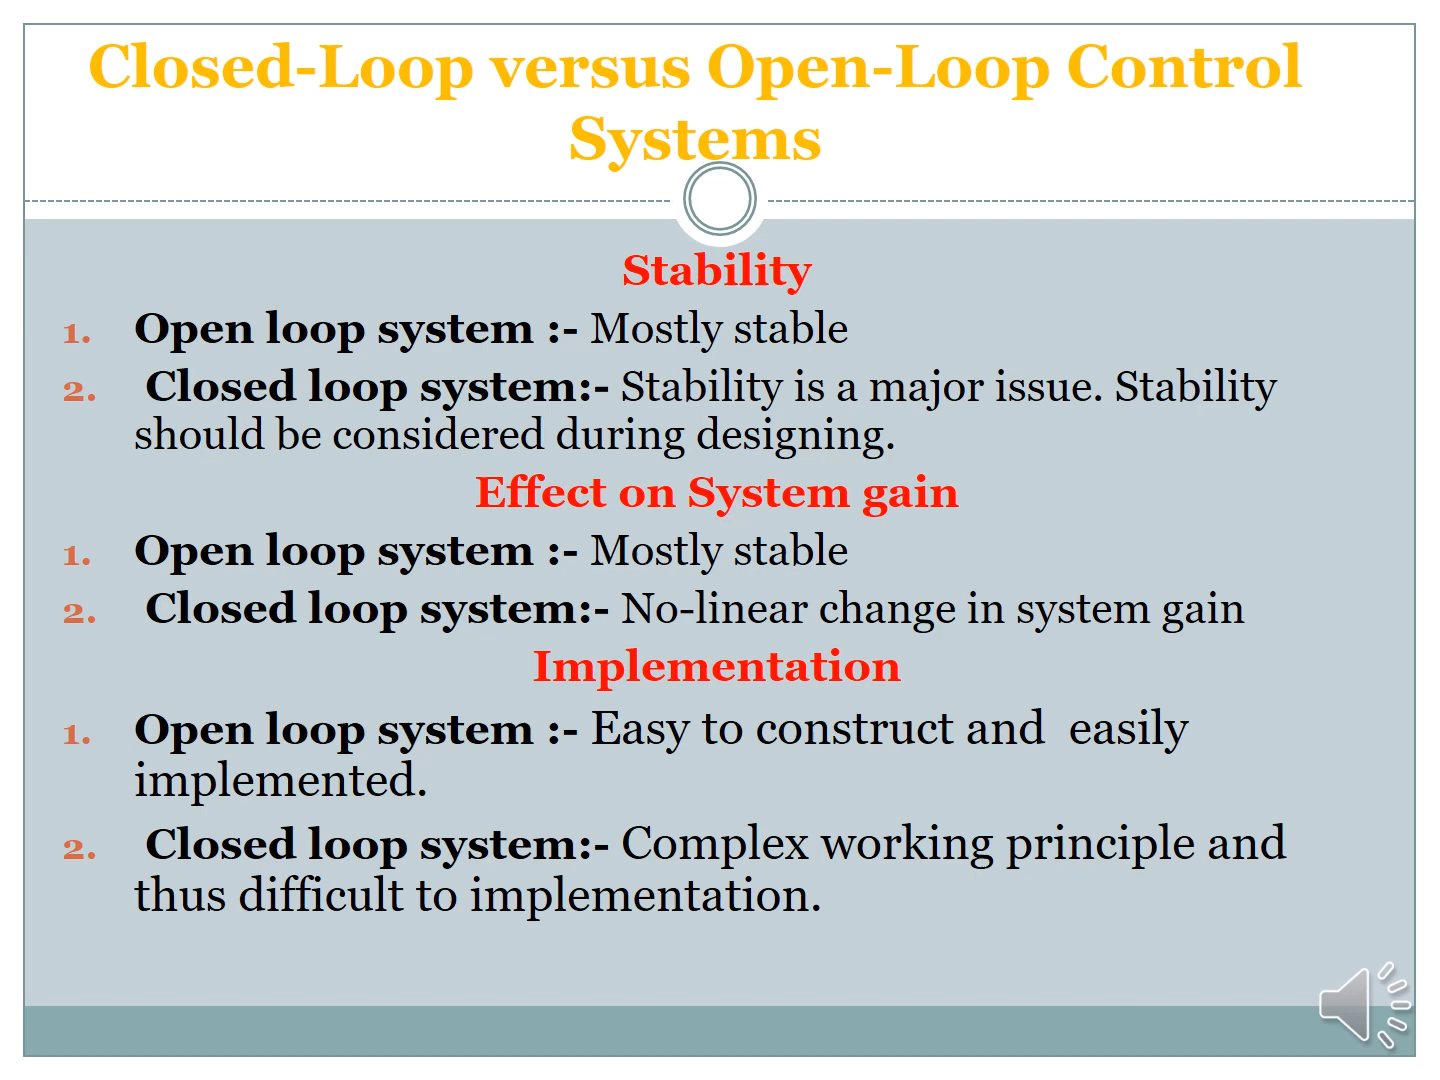 Closed-Loop versus Open-Loop Control
Systems
Stability
1. Open loop system :- Mostly stable
2. Closed loop system:- Stability is a major issue. Stability
should be considered during designing.
Effect on System gain
1. Open loop system :- Mostly stable
2. Closed loop system:- No-linear change in system gain
Implementation
1. Open loop system :- Easy to construct and  easily
implemented.
2. Closed loop system:- Complex working principle and
thus difficult to implementation.